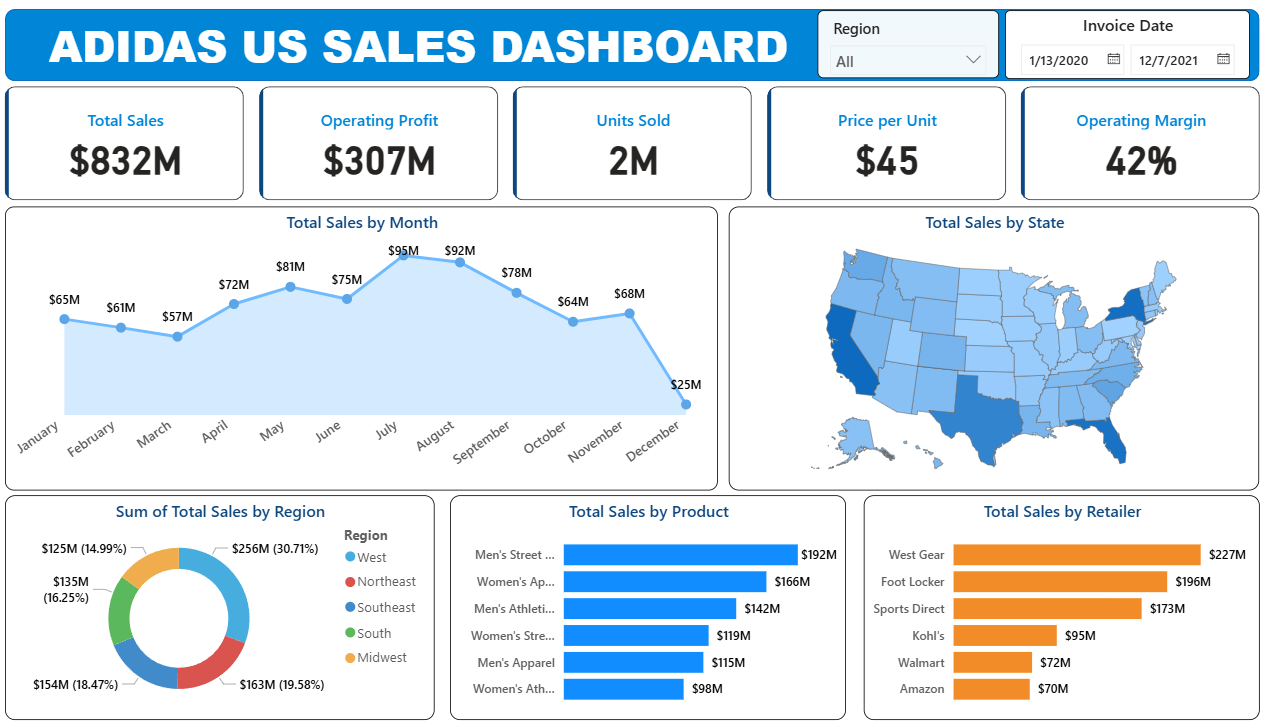 ADIDAS US SALES DASHBOARD
Region
All
Invoice Date
1/13/2020
12/7/2021
Total Sales
$832M
Operating Profit
$307M
Units Sold
2M
Price per Unit
$45
Operating Margin
42%
Total Sales by Month
$65M
$61M
$57M
$72M
$81M
$75M
$95M
$92M
$78M
$64M
$68M
$25M
January
February
March
April
May
June
July
August
September
October
November
December
Total Sales by State
Sum of Total Sales by Region
$125M (14.99%)
$256M (30.71%)
$135M
(16.25%)
$154M (18.47%)
$163M (19.58%)
Region
West
Northeast
Southeast
South
Midwest
Total Sales by Product
Men's Street ... $192M
Women's Ap... $166M
Men's Athleti... $142M
Women's Stre... $119M
Men's Apparel $115M
Women's Ath... $98M
Total Sales by Retailer
West Gear $227M
Foot Locker $196M
Sports Direct $173M
Kohl's $95M
Walmart $72M
Amazon $70M